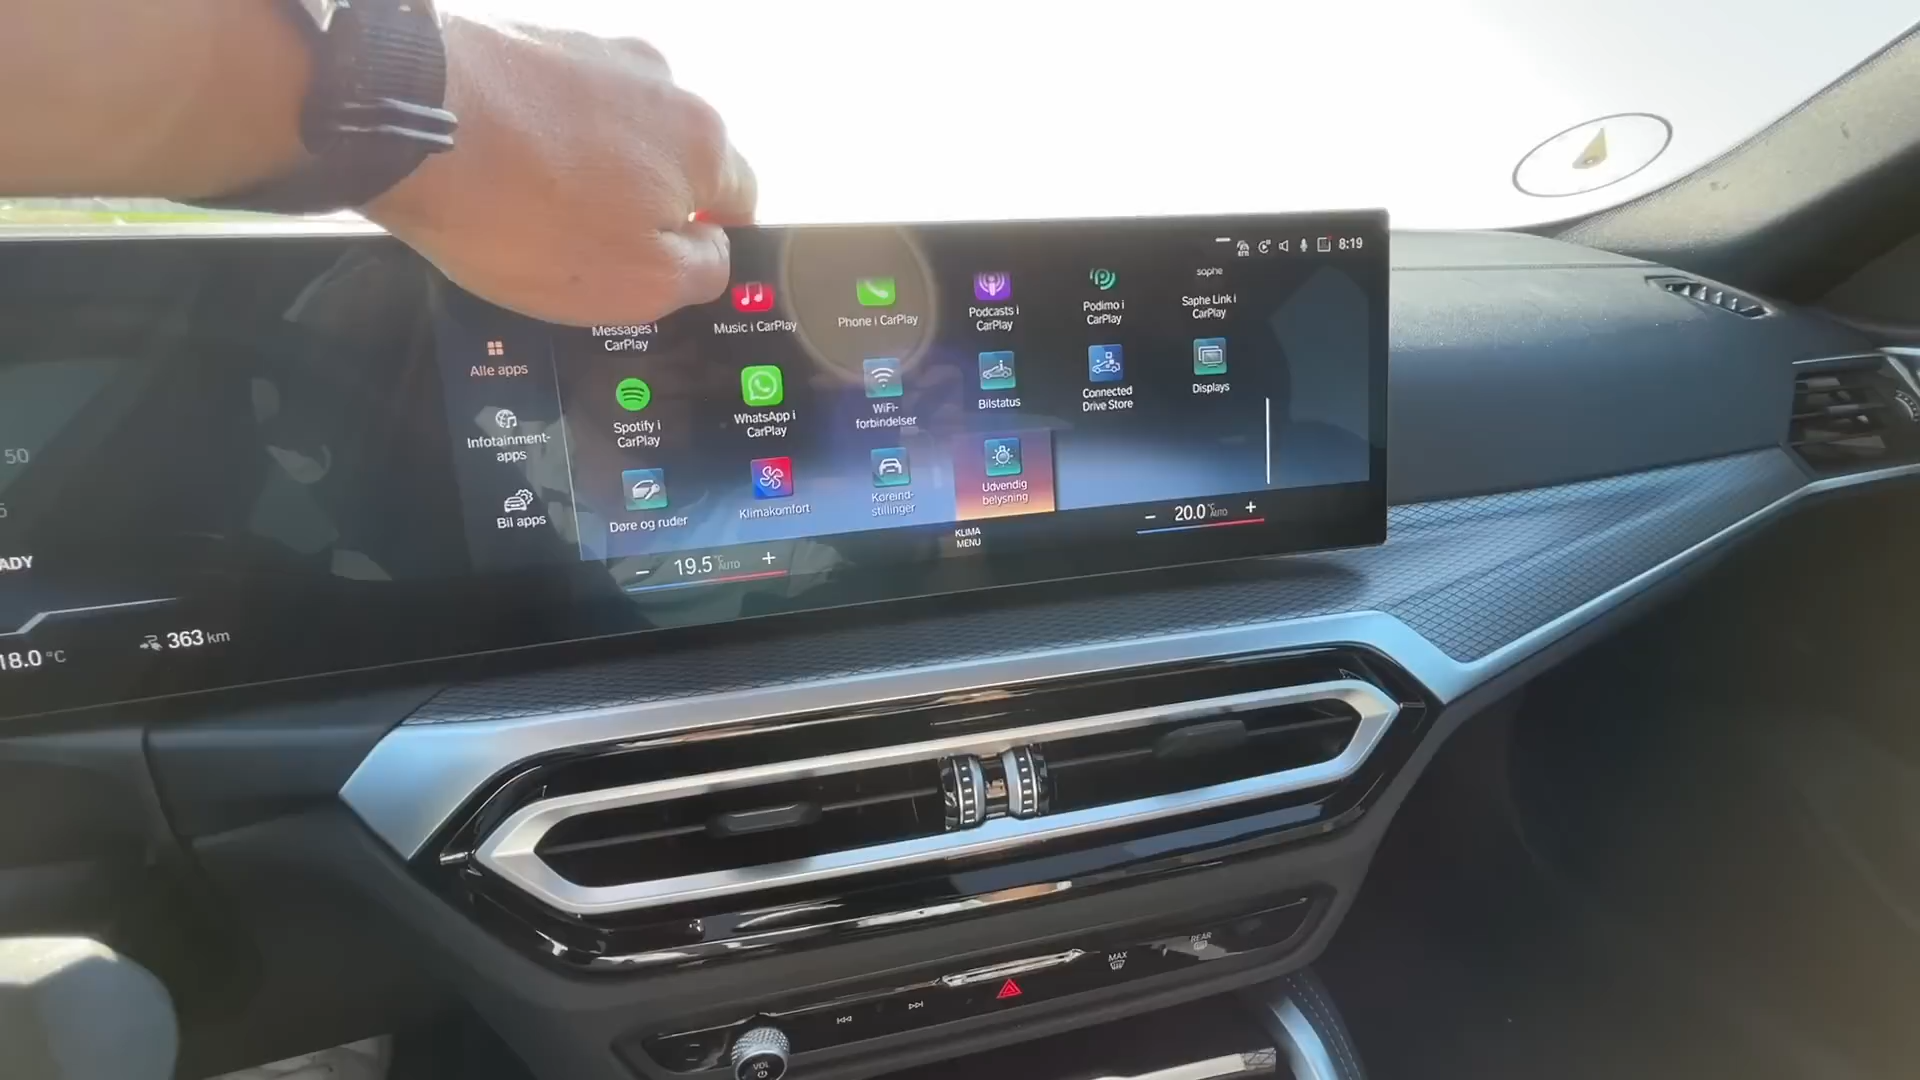 8:19
saphe
Messages i
CarPlay
Music i CarPlay
Phone i CarPlay
Podcasts i
CarPlay
Podimo i
CarPlay
Saphe Link i
CarPlay
Alle apps
Infotainment-
apps
Bil apps
Spotify i
CarPlay
WhatsApp i
CarPlay
WiFi-
forbindelser
Bilstatus
Connected
Drive Store
Displays
Døre og ruder
Klimakomfort
Køreind-
stillinger
Udvendig
belysning
− 19.5 °C AUTO +
KLIMA
MENU
− 20.0 °C AUTO +
50
ADY
363 km
18.0 °C
MAX
REAR
VOL